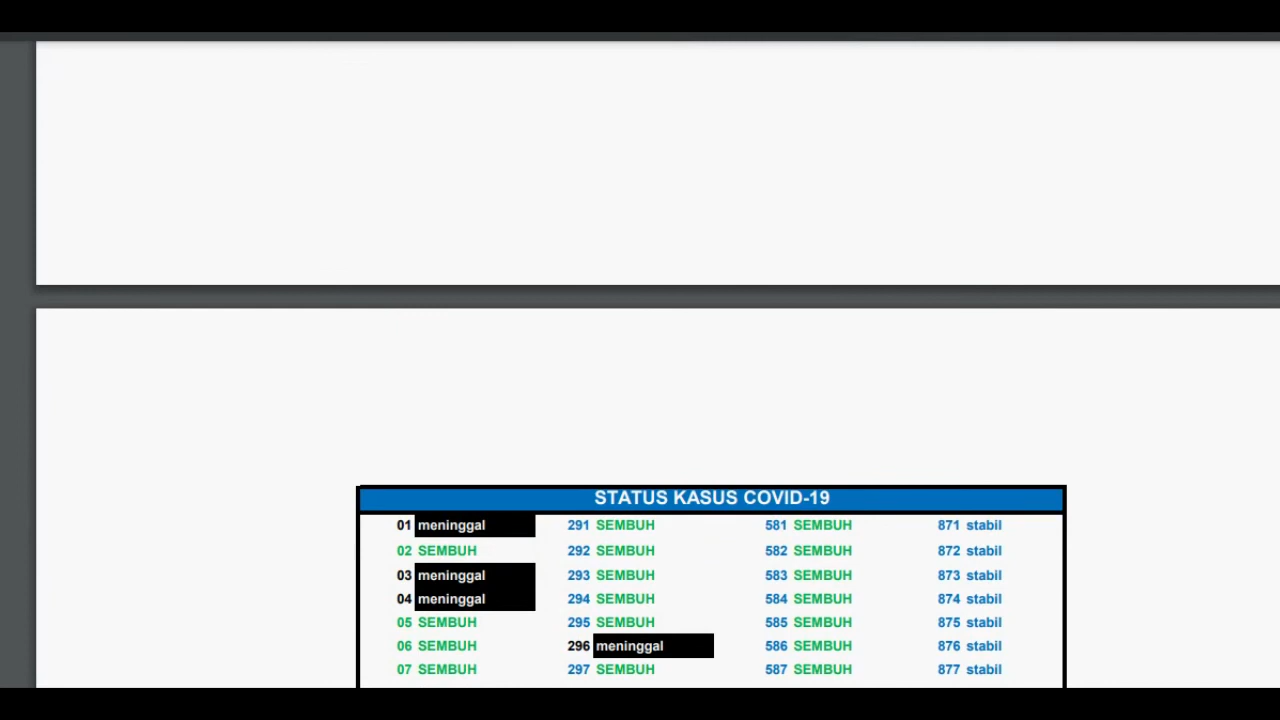 STATUS KASUS COVID-19
01 meninggal 291 SEMBUH 581 SEMBUH 871 stabil
02 SEMBUH 292 SEMBUH 582 SEMBUH 872 stabil
03 meninggal 293 SEMBUH 583 SEMBUH 873 stabil
04 meninggal 294 SEMBUH 584 SEMBUH 874 stabil
05 SEMBUH 295 SEMBUH 585 SEMBUH 875 stabil
06 SEMBUH 296 meninggal 586 SEMBUH 876 stabil
07 SEMBUH 297 SEMBUH 587 SEMBUH 877 stabil